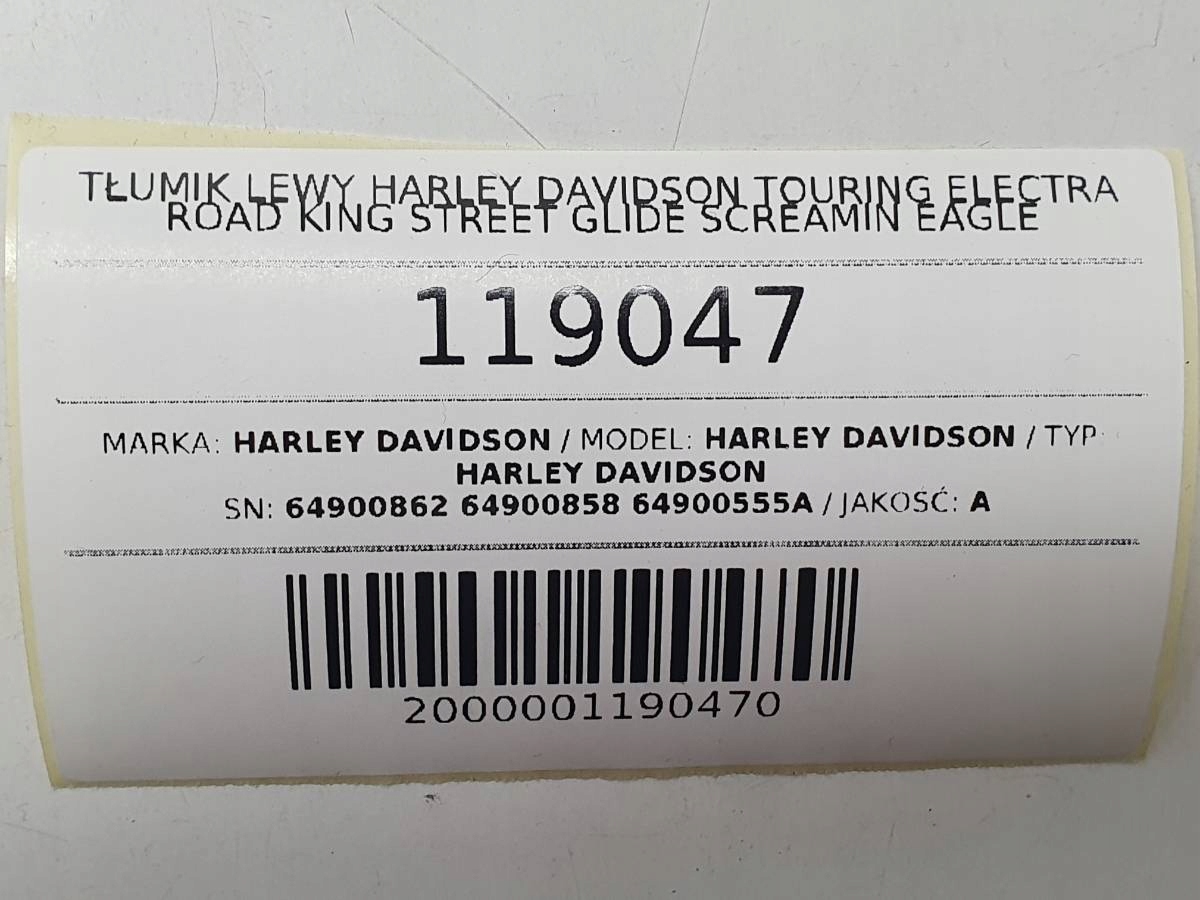 TŁUMIK LEWY HARLEY DAVIDSON TOURING ELECTRA
ROAD KING STREET GLIDE SCREAMIN EAGLE
119047
MARKA: HARLEY DAVIDSON / MODEL: HARLEY DAVIDSON / TYP:
HARLEY DAVIDSON
SN: 64900862 64900858 64900555A / JAKOŚĆ: A
2000001190470